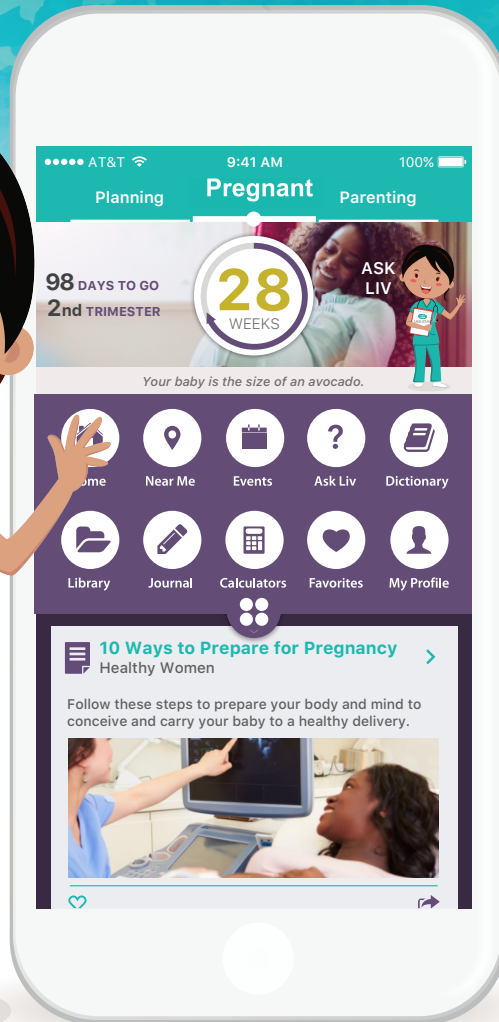 AT&T
9:41 AM
100%
Planning
Pregnant
Parenting
98 DAYS TO GO
2nd TRIMESTER
28
WEEKS
ASK
LIV
Your baby is the size of an avocado.
Near Me
Events
Ask Liv
Dictionary
Library
Journal
Calculators
Favorites
My Profile
10 Ways to Prepare for Pregnancy
Healthy Women
Follow these steps to prepare your body and mind to
conceive and carry your baby to a healthy delivery.